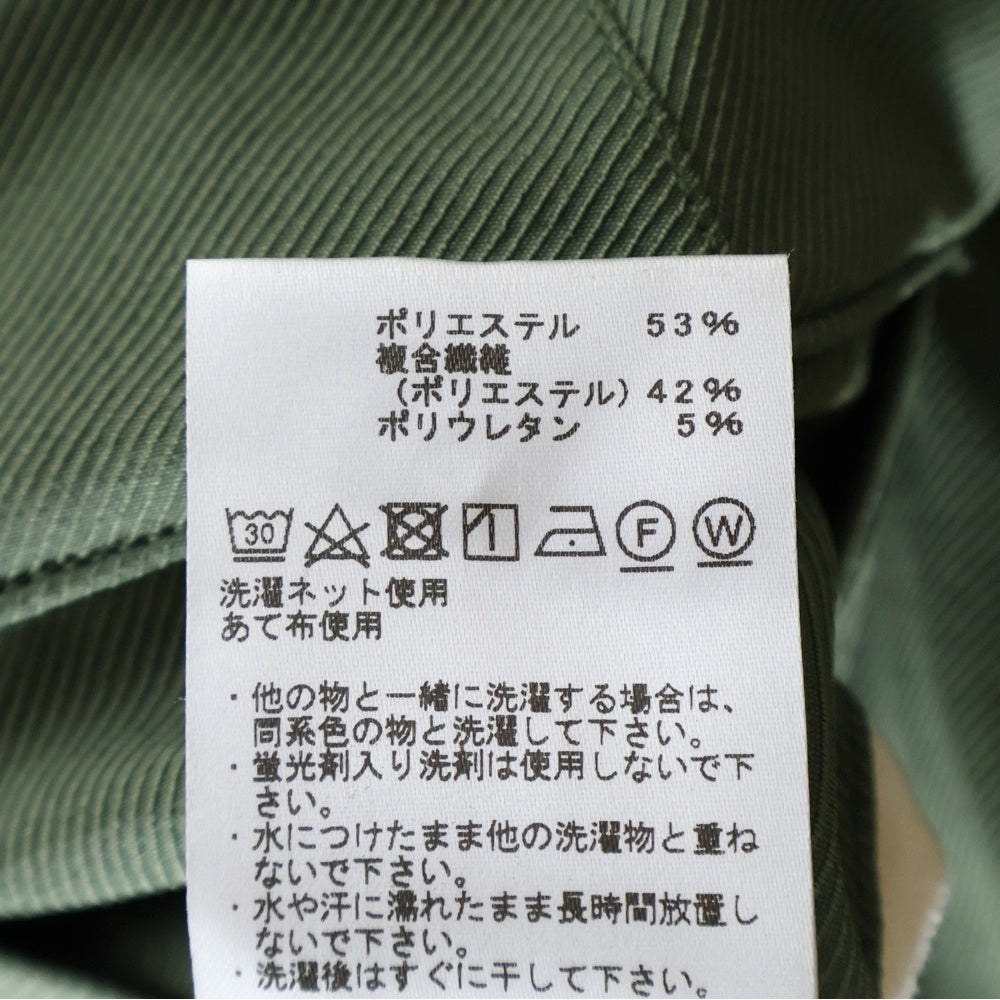 ポリエステル 53%
複合繊維
(ポリエステル) 42%
ポリウレタン 5%
30 F W
洗濯ネット使用
あて布使用
・他の物と一緒に洗濯する場合は、
同系色の物と洗濯して下さい。
・蛍光剤入り洗剤は使用しないで下
さい。
・水につけたまま他の洗濯物と重ね
ないで下さい。
・水や汗に濡れたまま長時間放置し
ないで下さい。
・洗濯後はすぐに干して下さい。